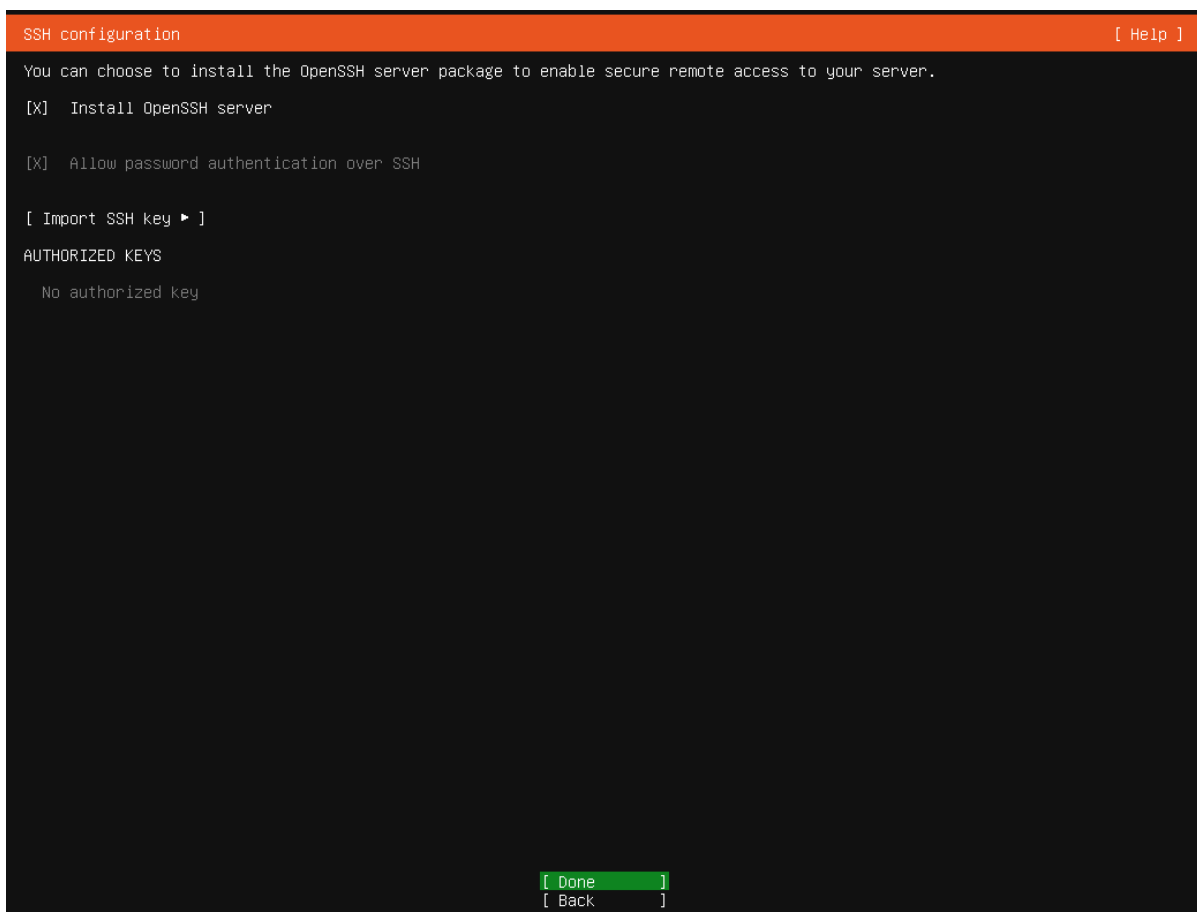 SSH configuration [ Help ]
You can choose to install the OpenSSH server package to enable secure remote access to your server.
[X] Install OpenSSH server
[X] Allow password authentication over SSH
[ Import SSH key ▸ ]
AUTHORIZED KEYS
No authorized key
[ Done ]
[ Back ]